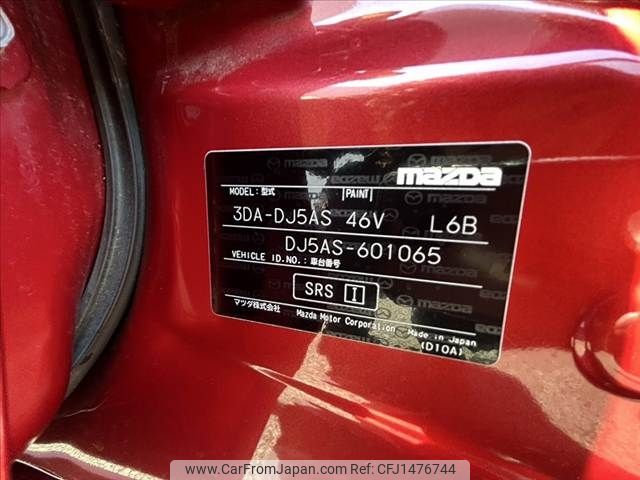 mazda
MODEL: 型式 PAINT
3DA-DJ5AS 46V L6B
DJ5AS-601065
VEHICLE ID.NO.: 車台番号
SRS I
マツダ株式会社 Mazda Motor Corporation Made in Japan
(D10A)
www.CarFromJapan.com
CarFromJapan
CFJ1476744